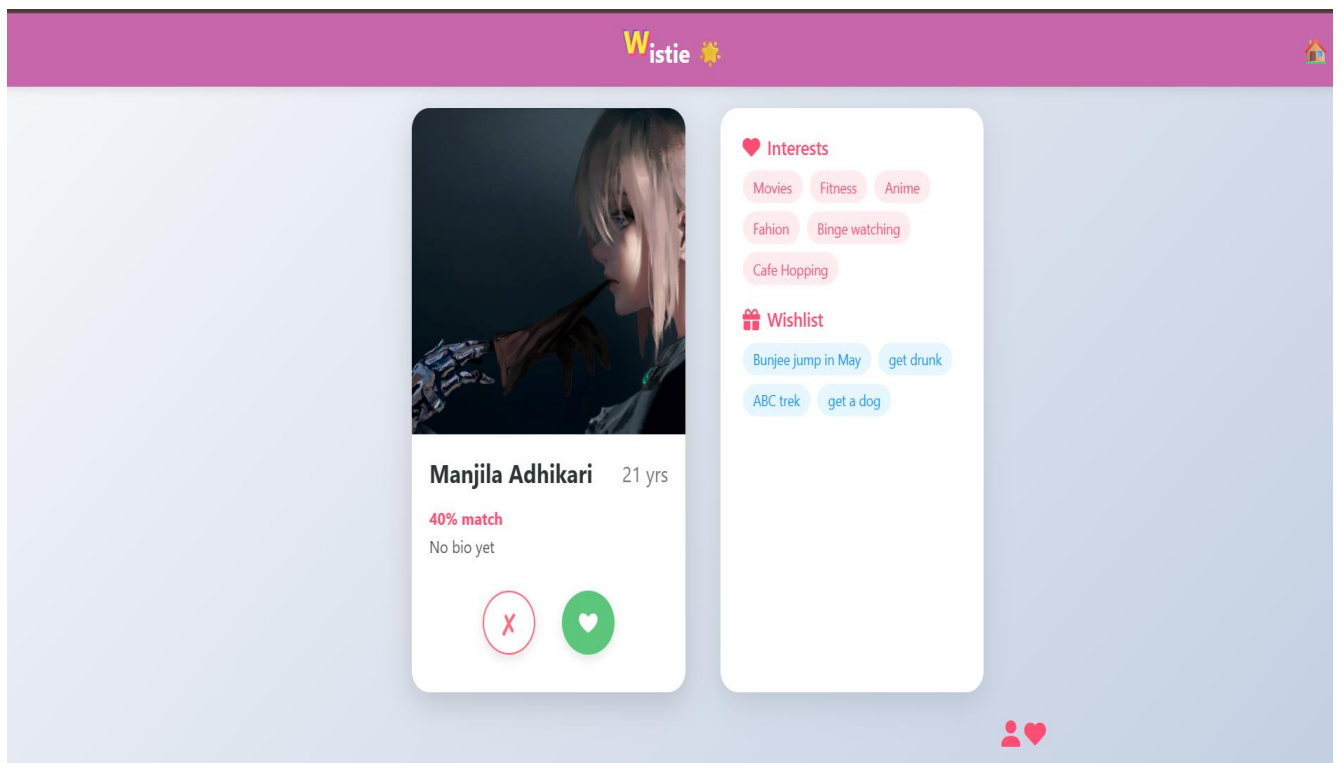 Wistie
Manjila Adhikari 21 yrs
40% match
No bio yet
Interests
Movies Fitness Anime
Fahion Binge watching
Cafe Hopping
Wishlist
Bunjee jump in May get drunk
ABC trek get a dog